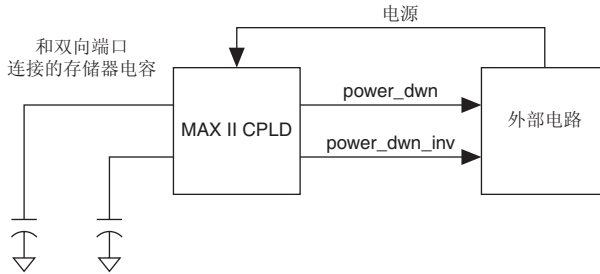 电源
和双向端口
连接的存储器电容
power_dwn
MAX II CPLD
外部电路
power_dwn_inv